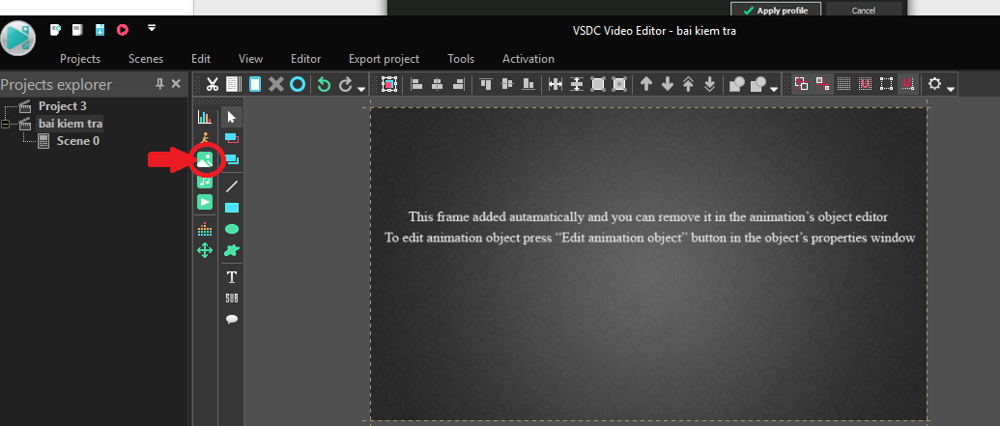 Apply profile
Cancel
VSDC Video Editor - bai kiem tra
Projects
Scenes
Edit
View
Editor
Export project
Tools
Activation
Projects explorer
Project 3
bai kiem tra
Scene 0
T
SUB
This frame added autamatically and you can remove it in the animation’s object editor
To edit animation object press “Edit animation object” button in the object’s properties window